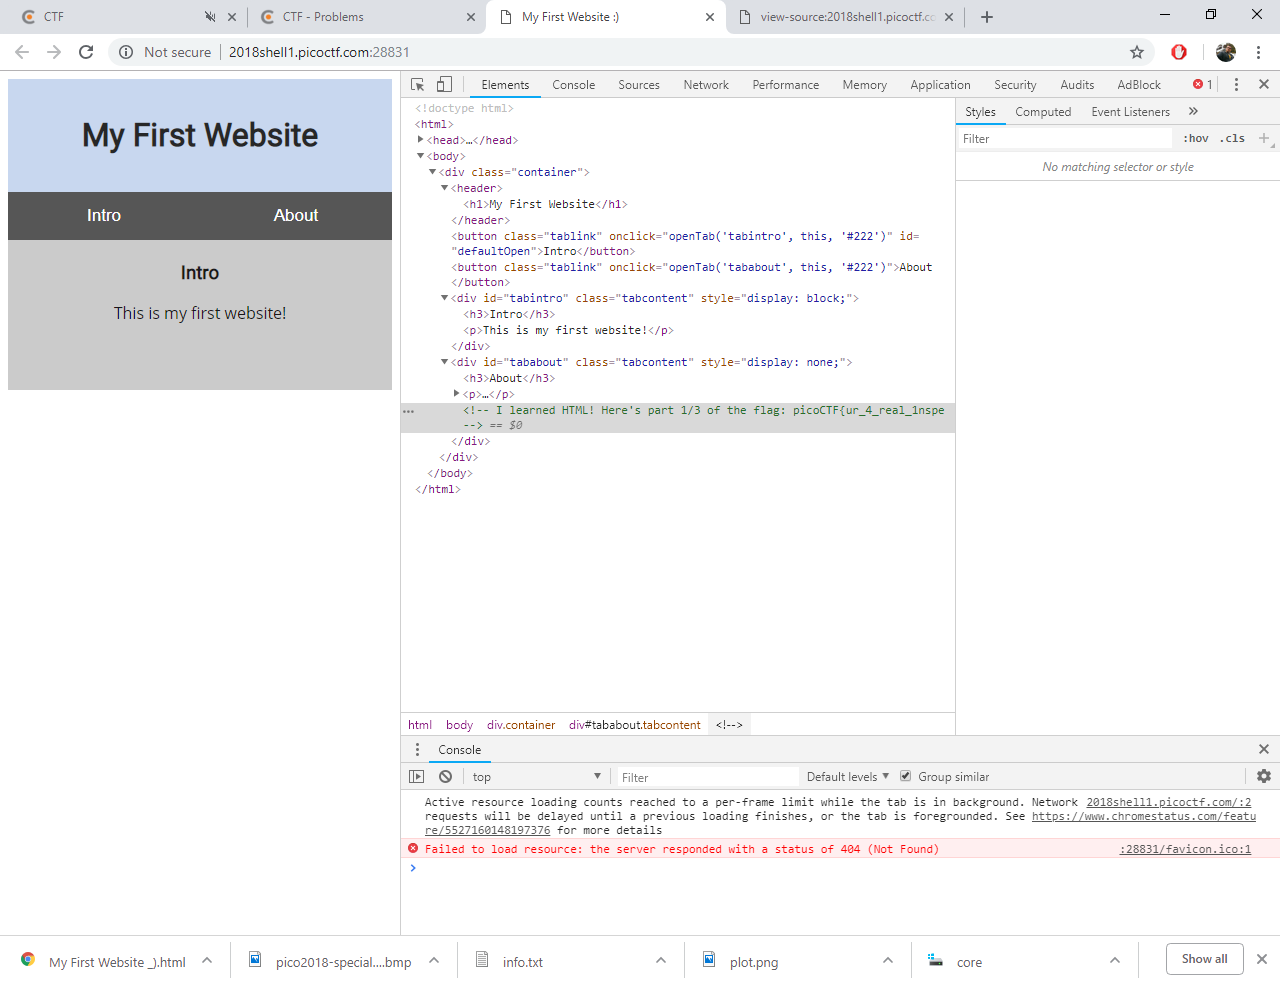 CTF
CTF - Problems
My First Website :)
view-source:2018shell1.picoctf.cc
Not secure
2018shell1.picoctf.com:28831
My First Website
Intro
About
Intro
This is my first website!
Elements
Console
Sources
Network
Performance
Memory
Application
Security
Audits
AdBlock
1
<!doctype html>
<html>
<head>…</head>
<body>
<div class="container">
<header>
<h1>My First Website</h1>
</header>
<button class="tablink" onclick="openTab('tabintro', this, '#222')" id=
"defaultOpen">Intro</button>
<button class="tablink" onclick="openTab('tababout', this, '#222')">About
</button>
<div id="tabintro" class="tabcontent" style="display: block;">
<h3>Intro</h3>
<p>This is my first website!</p>
</div>
<div id="tababout" class="tabcontent" style="display: none;">
<h3>About</h3>
<p>…</p>
<!-- I learned HTML! Here's part 1/3 of the flag: picoCTF{ur_4_real_1nspe
--> == $0
</div>
</div>
</body>
</html>
html
body
div.container
div#tababout.tabcontent
<!-->
Styles
Computed
Event Listeners
Filter
:hov
.cls
No matching selector or style
Console
top
Filter
Default levels
Group similar
Active resource loading counts reached to a per-frame limit while the tab is in background. Network 2018shell1.picoctf.com/:2
requests will be delayed until a previous loading finishes, or the tab is foregrounded. See https://www.chromestatus.com/featu
re/5527160148197376 for more details
Failed to load resource: the server responded with a status of 404 (Not Found) :28831/favicon.ico:1
My First Website _).html
pico2018-special....bmp
info.txt
plot.png
core
Show all